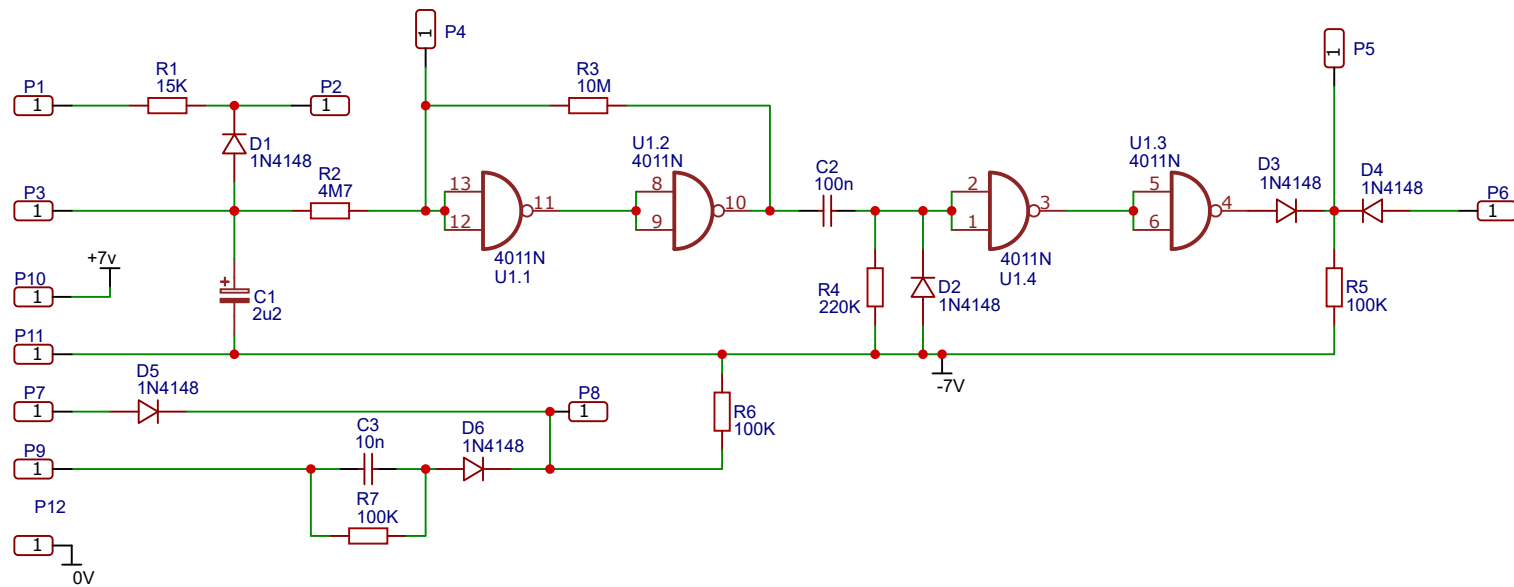 P4
1
P5
1
R1
15K
P1
1
P2
1
R3
10M
D1
1N4148
U1.2
4011N
U1.3
4011N
R2
4M7
C2
100n
D3
1N4148
D4
1N4148
P3
1
13
12
11
8
9
10
2
1
3
5
6
4
P6
1
4011N
U1.1
4011N
U1.4
+7v
P10
1
+
C1
2u2
R4
220K
D2
1N4148
R5
100K
P11
1
-7V
D5
1N4148
P7
1
P8
1
R6
100K
C3
10n
D6
1N4148
P9
1
R7
100K
P12
1
0V